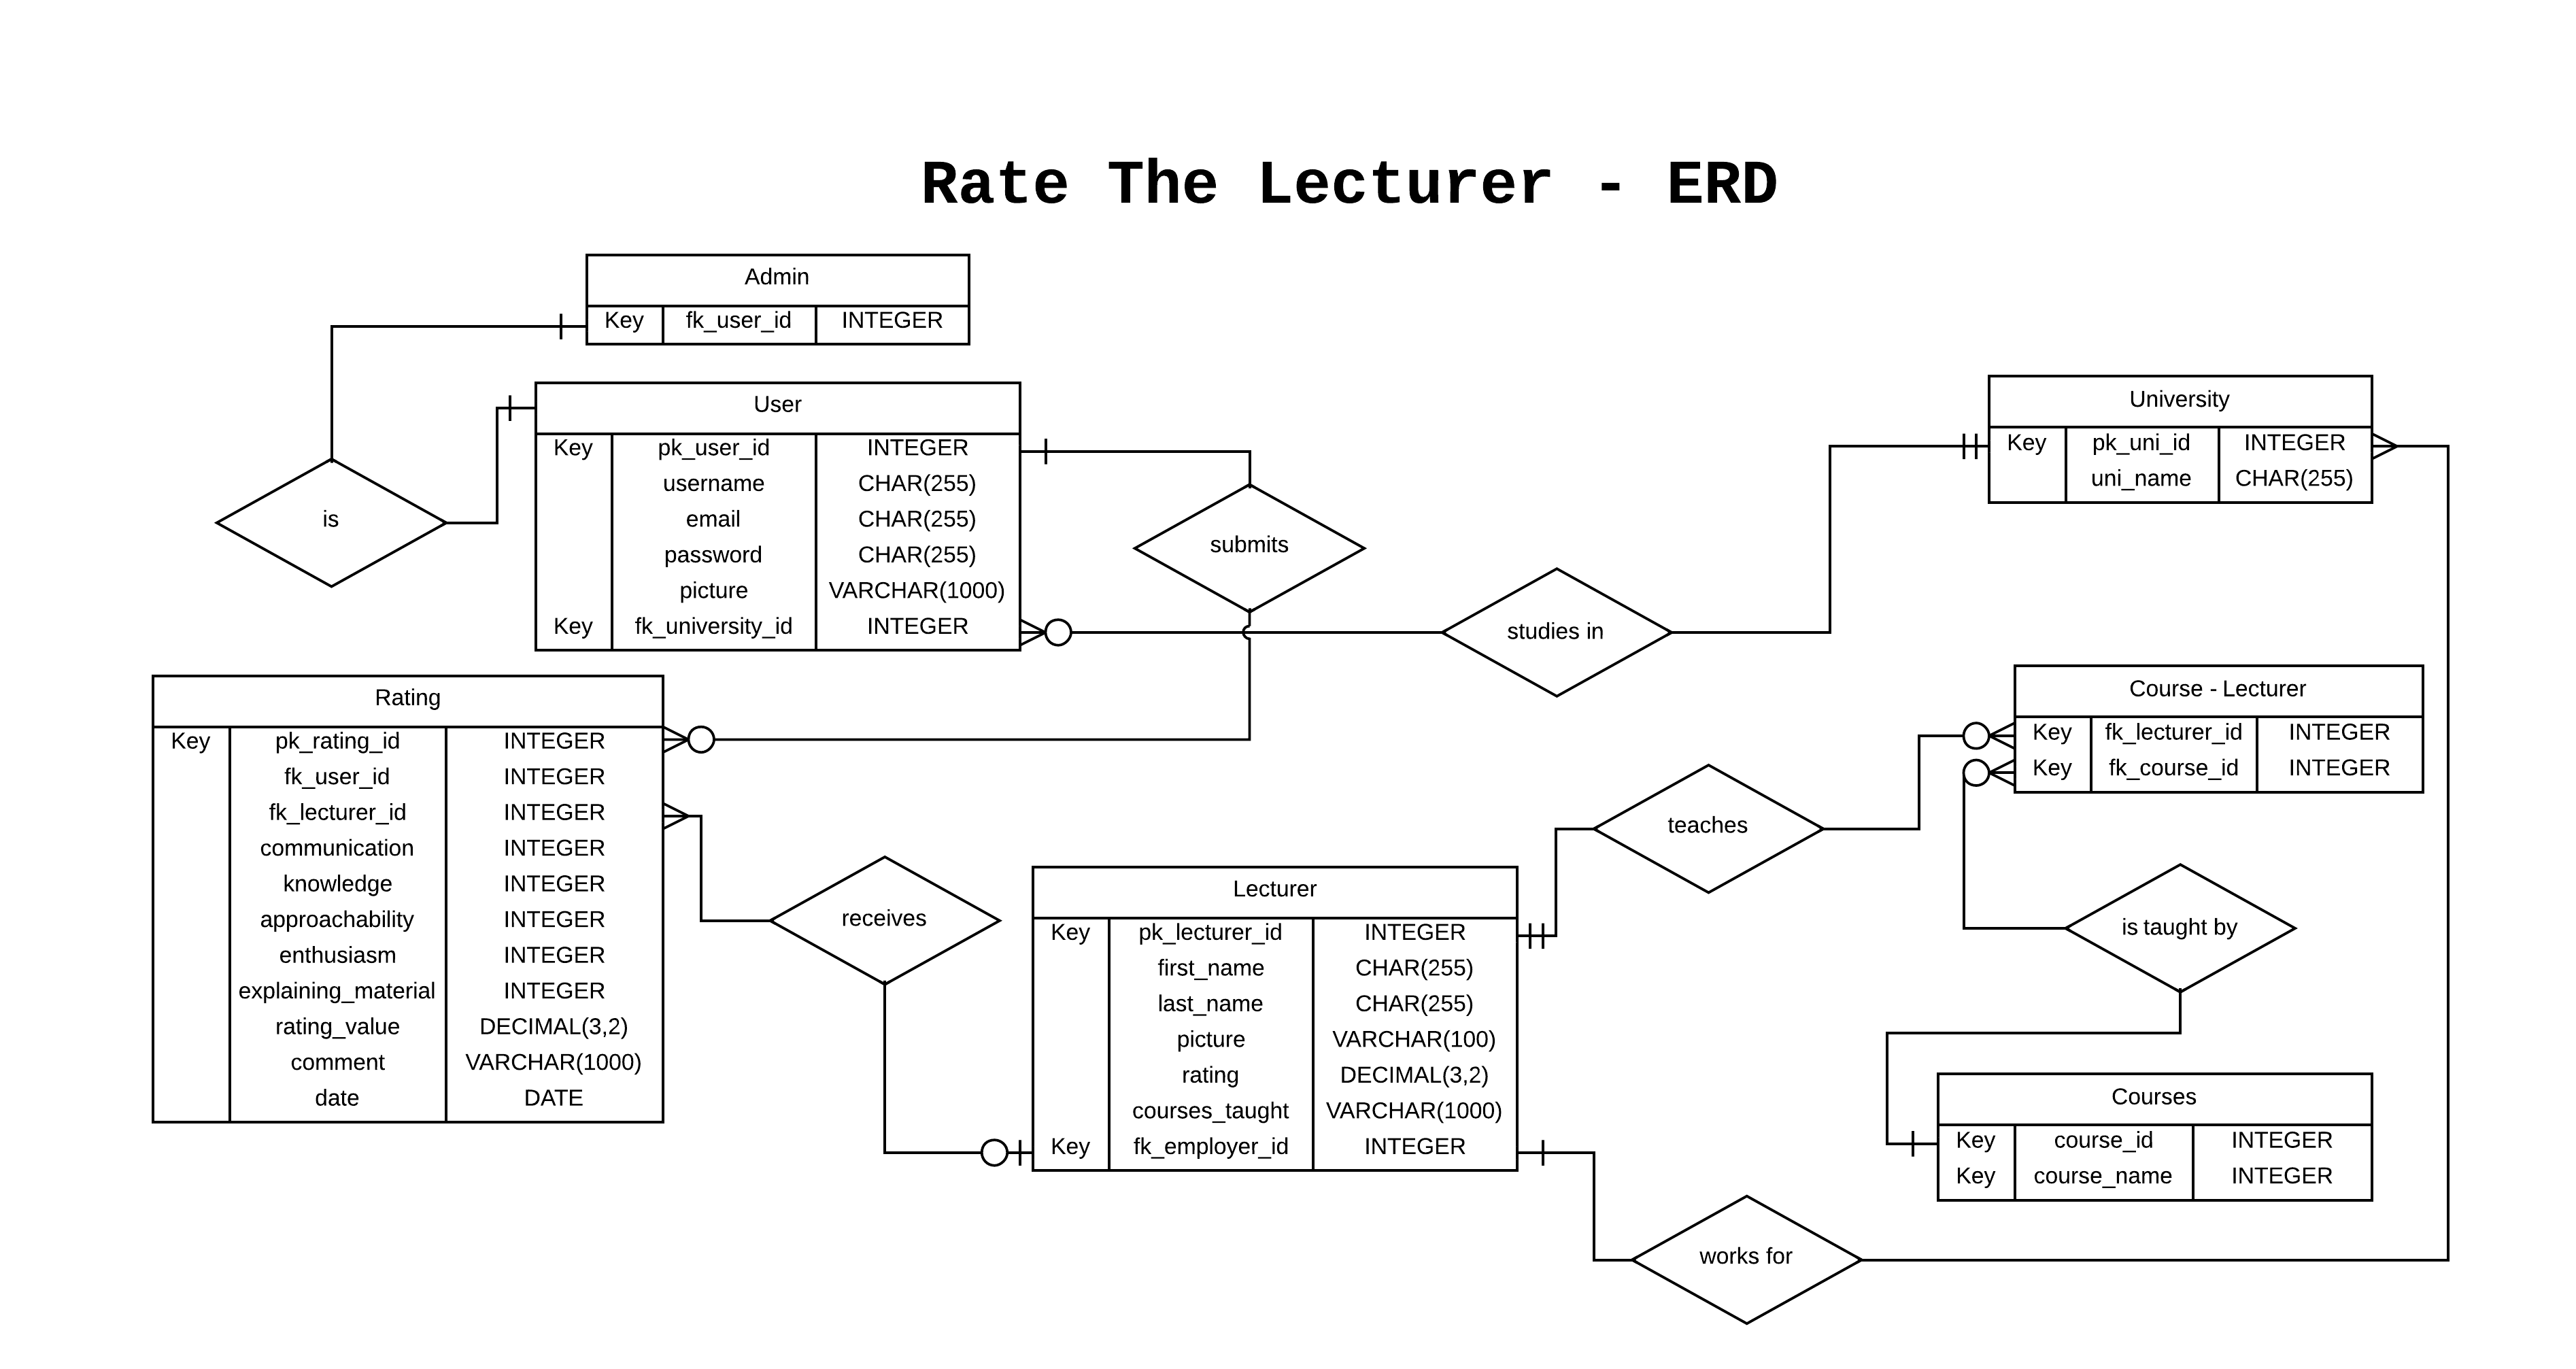 Rate The Lecturer - ERD
Admin
Key fk_user_id INTEGER
User
Key pk_user_id INTEGER
username CHAR(255)
email CHAR(255)
password CHAR(255)
picture VARCHAR(1000)
Key fk_university_id INTEGER
is
submits
studies in
University
Key pk_uni_id INTEGER
uni_name CHAR(255)
Rating
Key pk_rating_id INTEGER
fk_user_id INTEGER
fk_lecturer_id INTEGER
communication INTEGER
knowledge INTEGER
approachability INTEGER
enthusiasm INTEGER
explaining_material INTEGER
rating_value DECIMAL(3,2)
comment VARCHAR(1000)
date DATE
receives
Lecturer
Key pk_lecturer_id INTEGER
first_name CHAR(255)
last_name CHAR(255)
picture VARCHAR(100)
rating DECIMAL(3,2)
courses_taught VARCHAR(1000)
Key fk_employer_id INTEGER
teaches
Course - Lecturer
Key fk_lecturer_id INTEGER
Key fk_course_id INTEGER
is taught by
Courses
Key course_id INTEGER
Key course_name INTEGER
works for